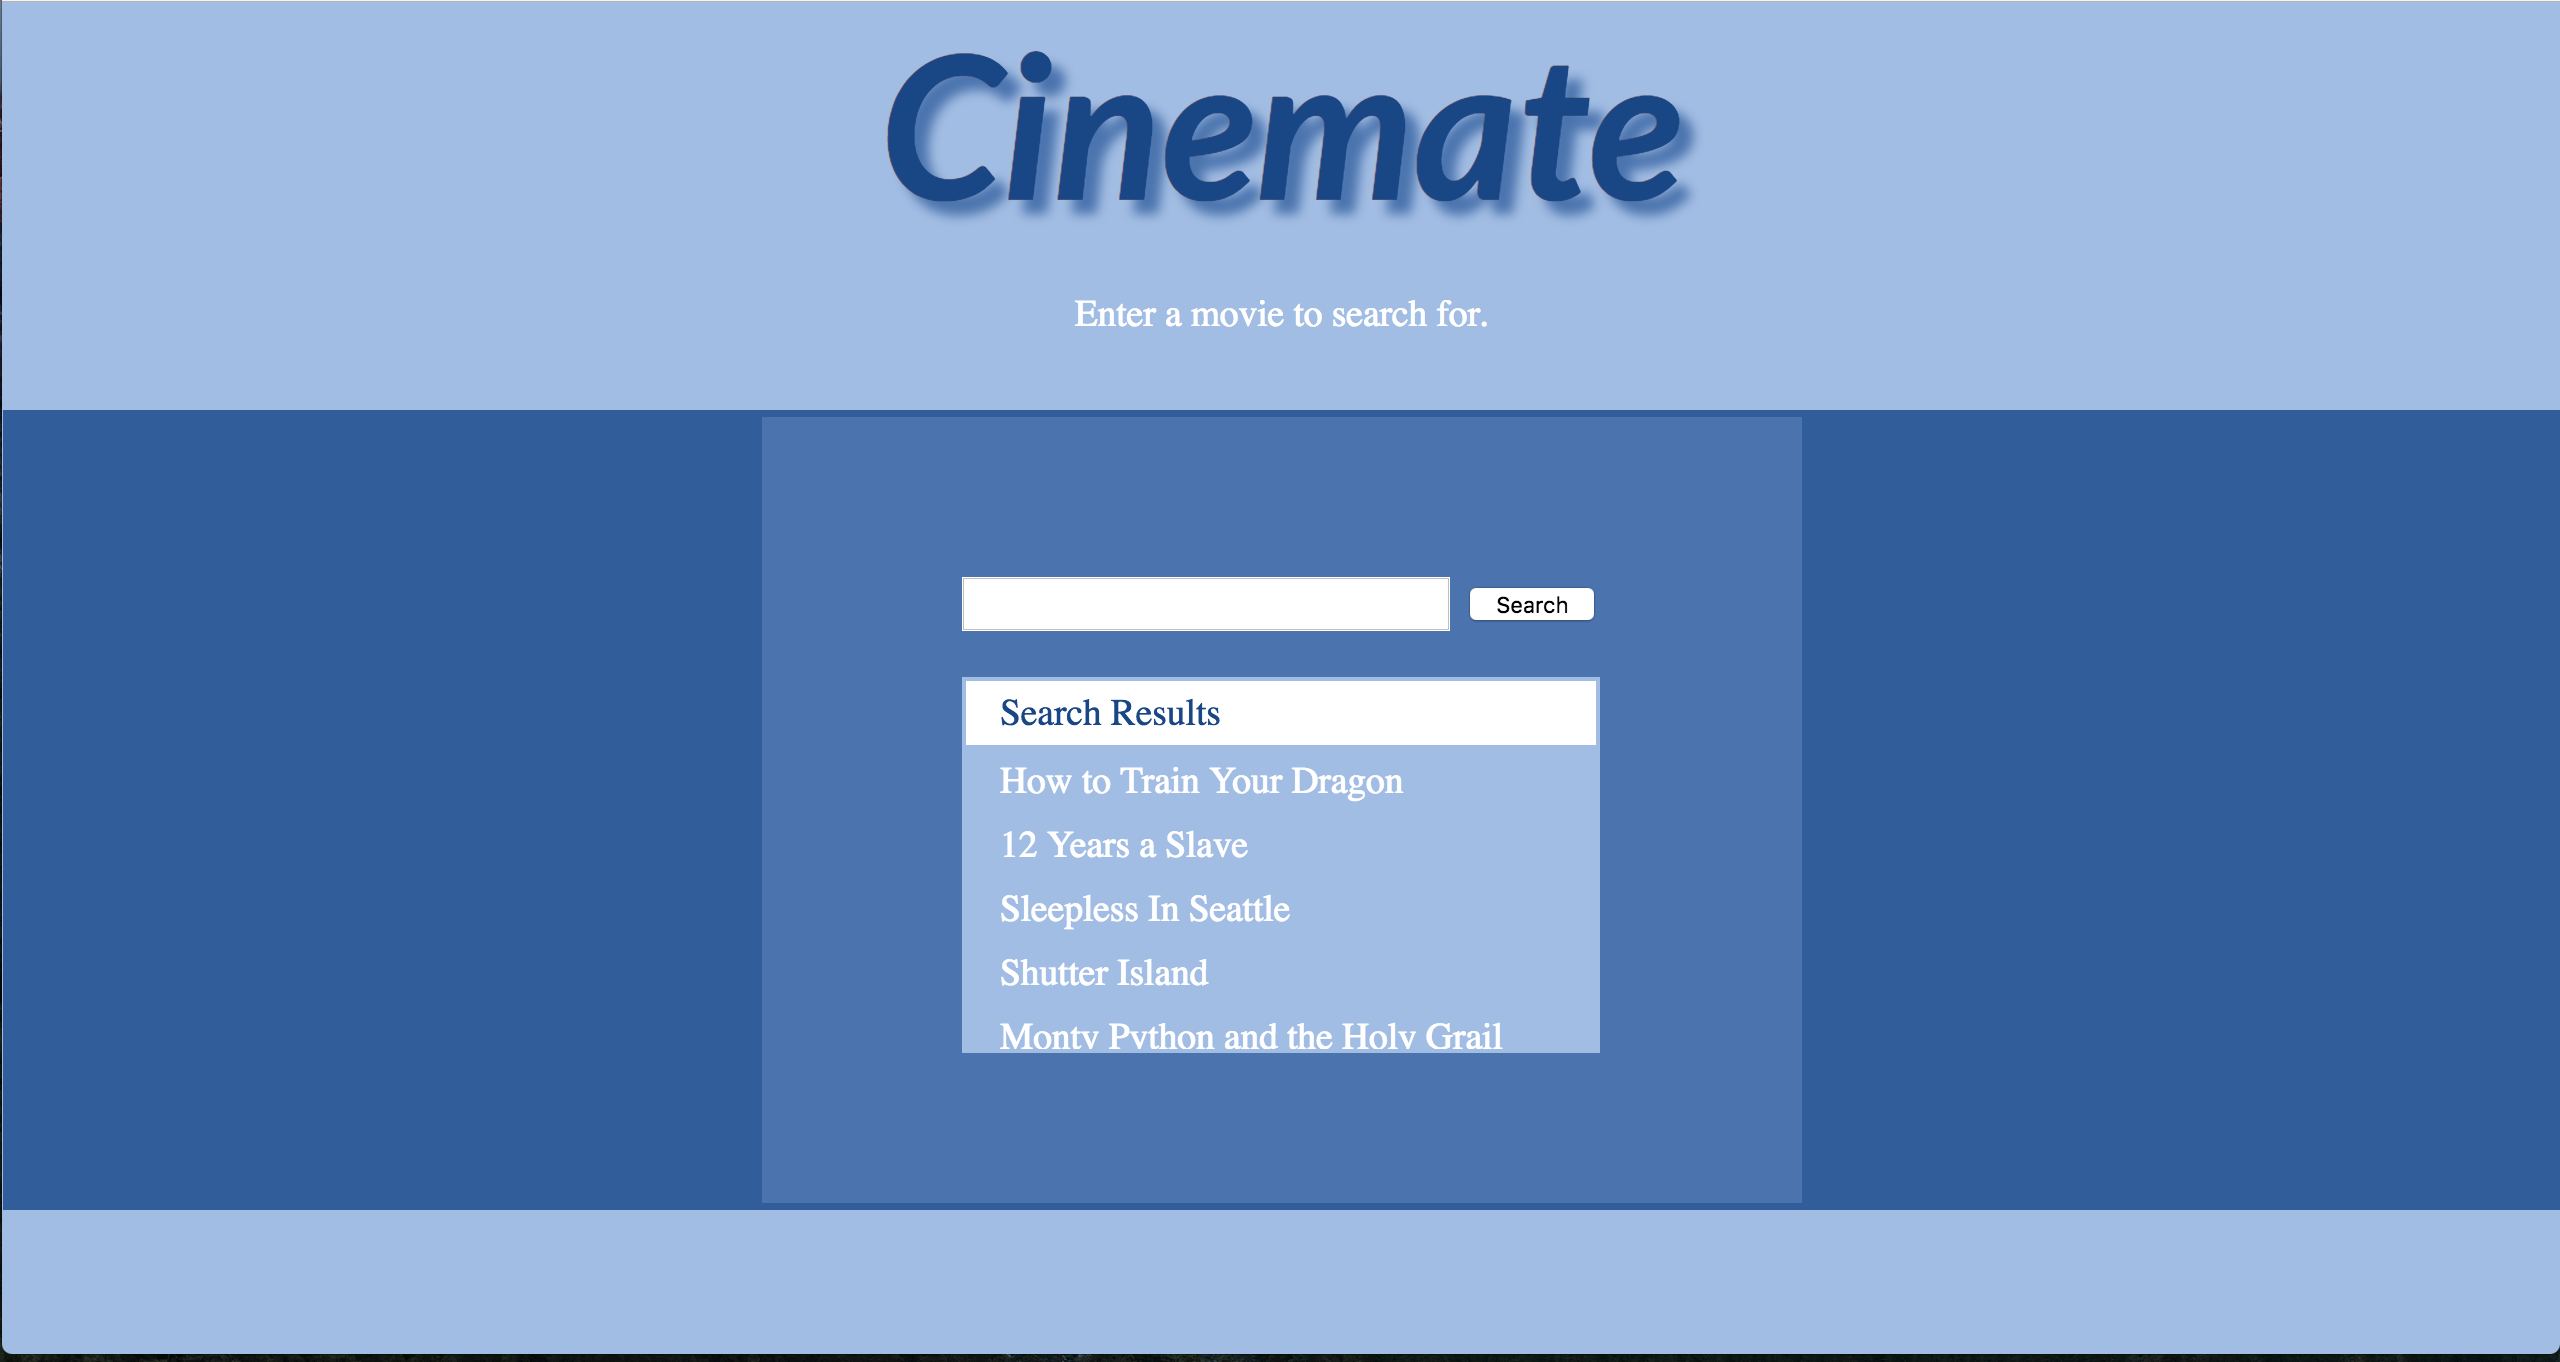 Cinemate
Enter a movie to search for.
Search
Search Results
How to Train Your Dragon
12 Years a Slave
Sleepless In Seattle
Shutter Island
Monty Python and the Holy Grail